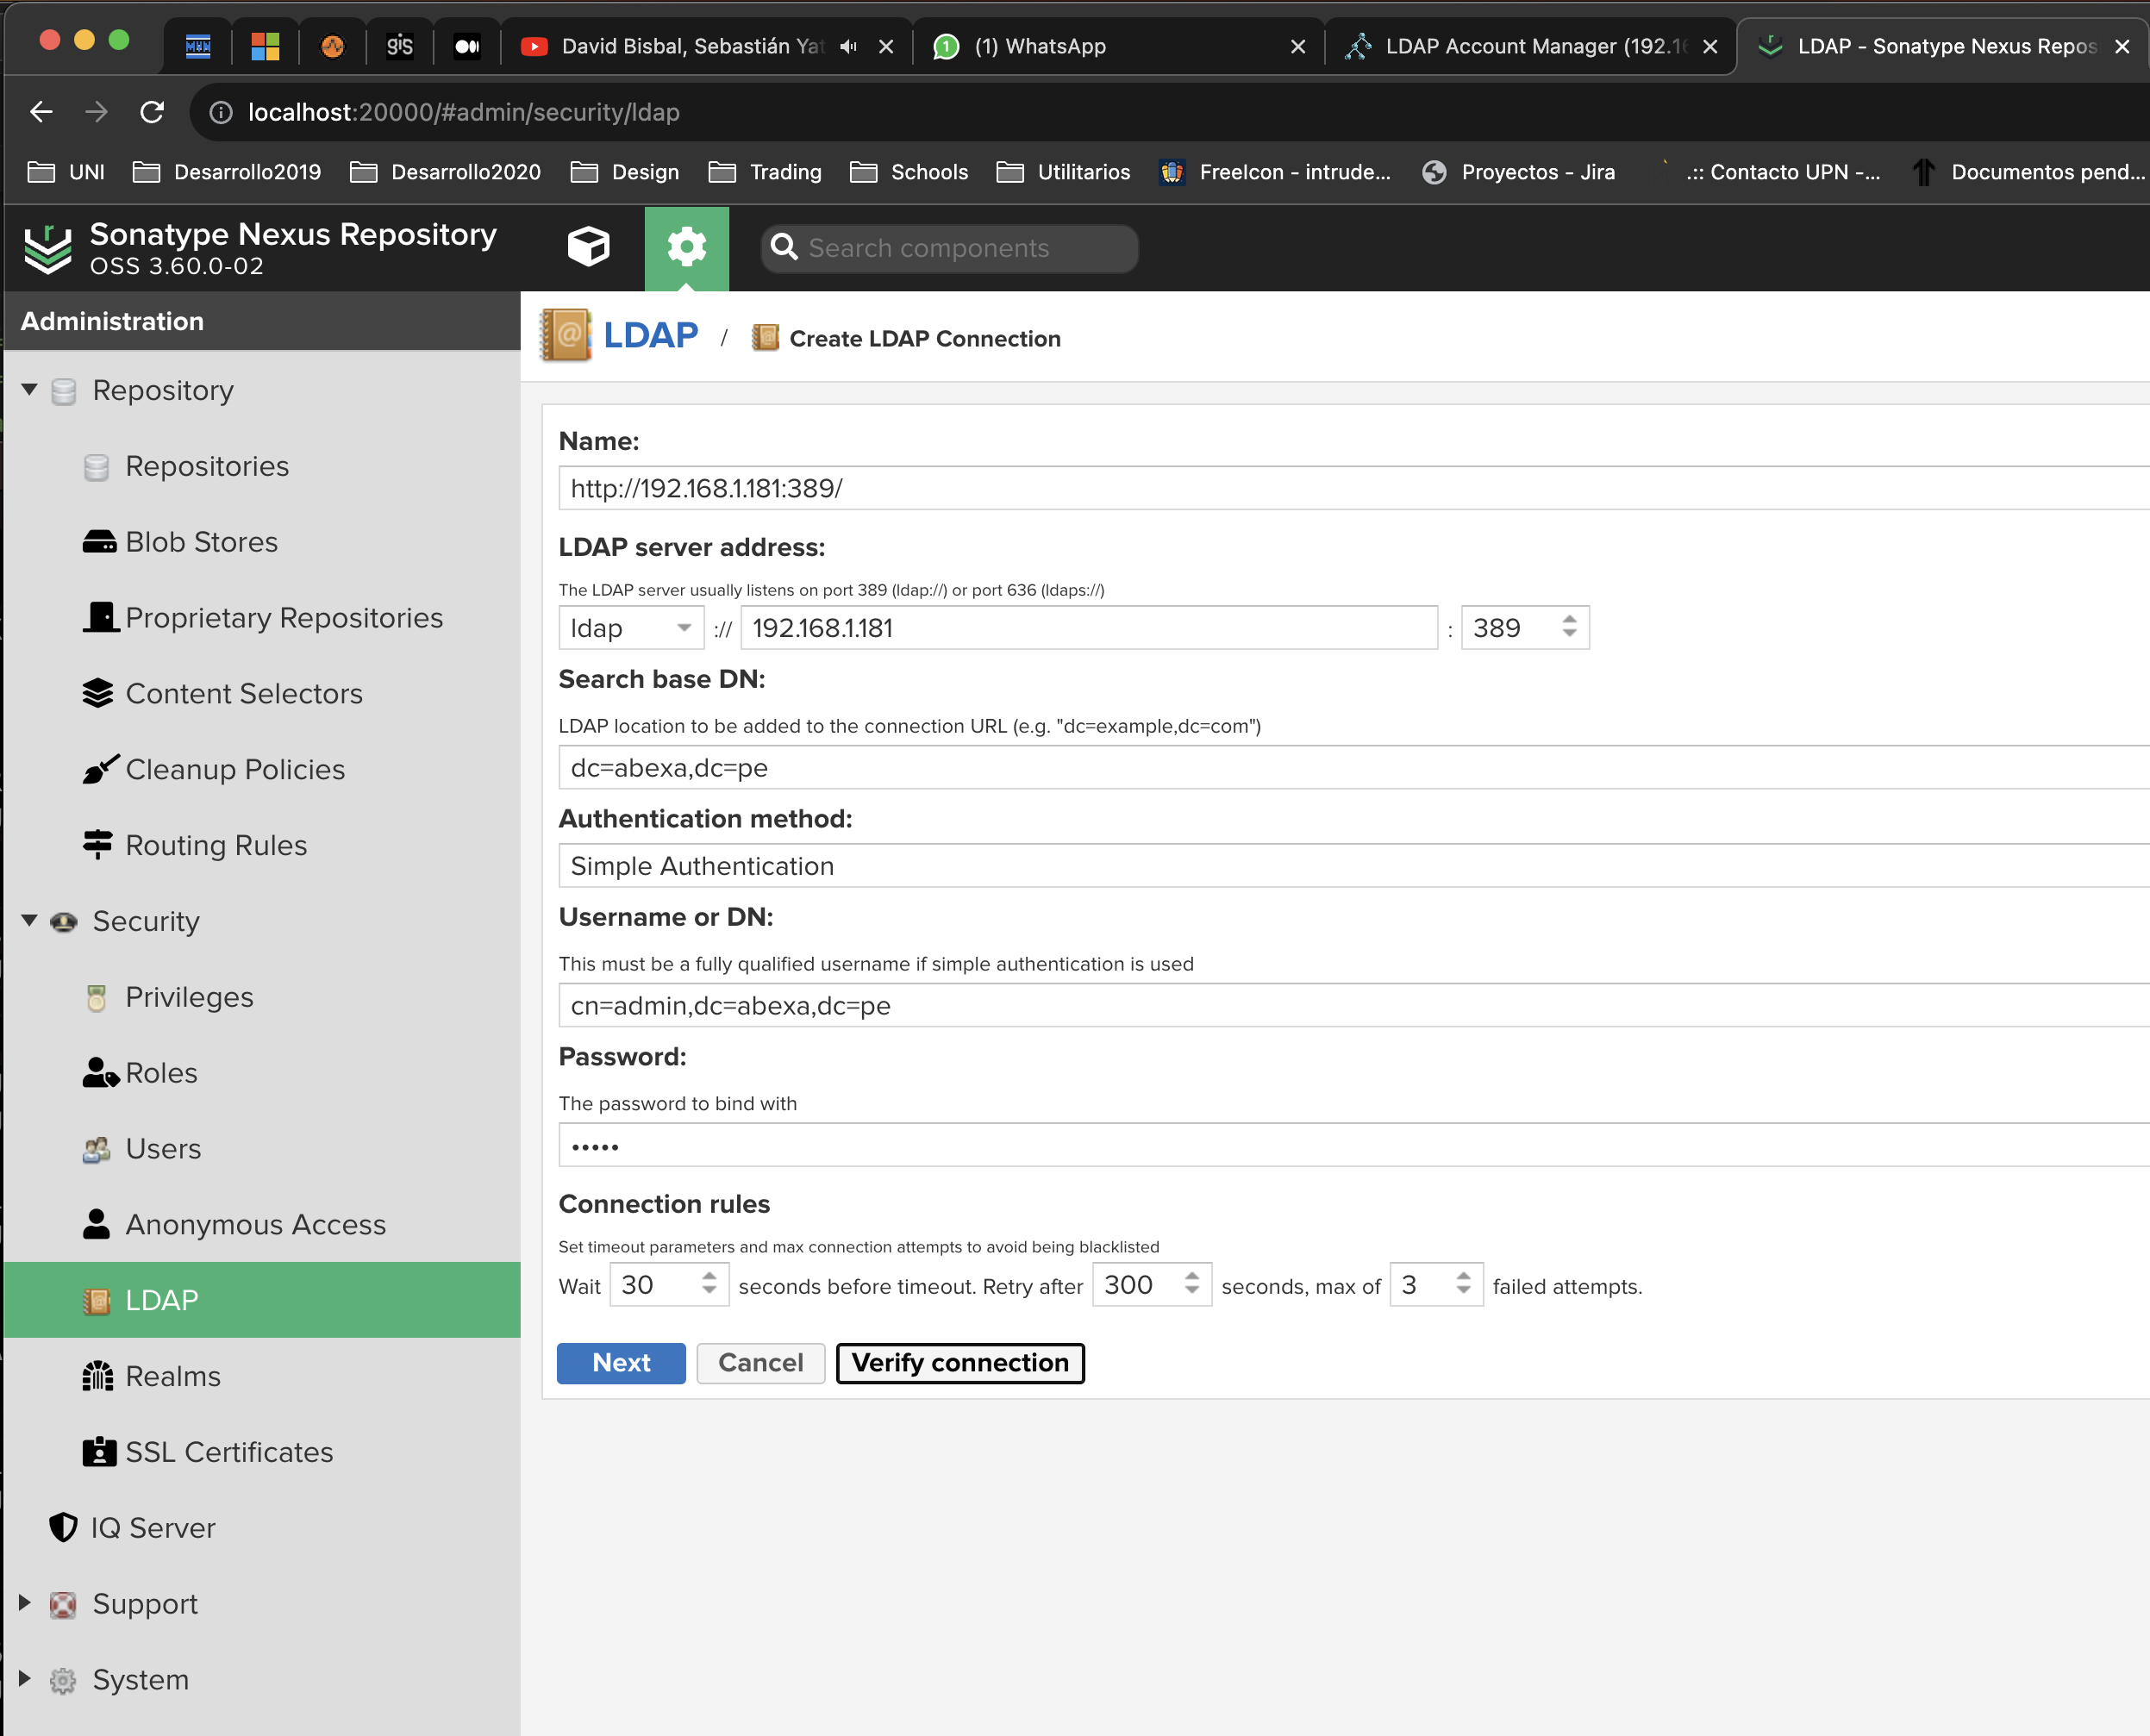 gis
David Bisbal, Sebastián Yat
(1) WhatsApp
LDAP Account Manager (192.16
LDAP - Sonatype Nexus Repos
localhost:20000/#admin/security/ldap
UNI Desarrollo2019 Desarrollo2020 Design Trading Schools Utilitarios FreeIcon - intrude... Proyectos - Jira .:: Contacto UPN -... Documentos pend...
Sonatype Nexus Repository
OSS 3.60.0-02
Search components
Administration
Repository
Repositories
Blob Stores
Proprietary Repositories
Content Selectors
Cleanup Policies
Routing Rules
Security
Privileges
Roles
Users
Anonymous Access
LDAP
Realms
SSL Certificates
IQ Server
Support
System
LDAP / Create LDAP Connection
Name:
http://192.168.1.181:389/
LDAP server address:
The LDAP server usually listens on port 389 (ldap://) or port 636 (ldaps://)
ldap :// 192.168.1.181 : 389
Search base DN:
LDAP location to be added to the connection URL (e.g. "dc=example,dc=com")
dc=abexa,dc=pe
Authentication method:
Simple Authentication
Username or DN:
This must be a fully qualified username if simple authentication is used
cn=admin,dc=abexa,dc=pe
Password:
The password to bind with
•••••
Connection rules
Set timeout parameters and max connection attempts to avoid being blacklisted
Wait 30 seconds before timeout. Retry after 300 seconds, max of 3 failed attempts.
Next Cancel Verify connection